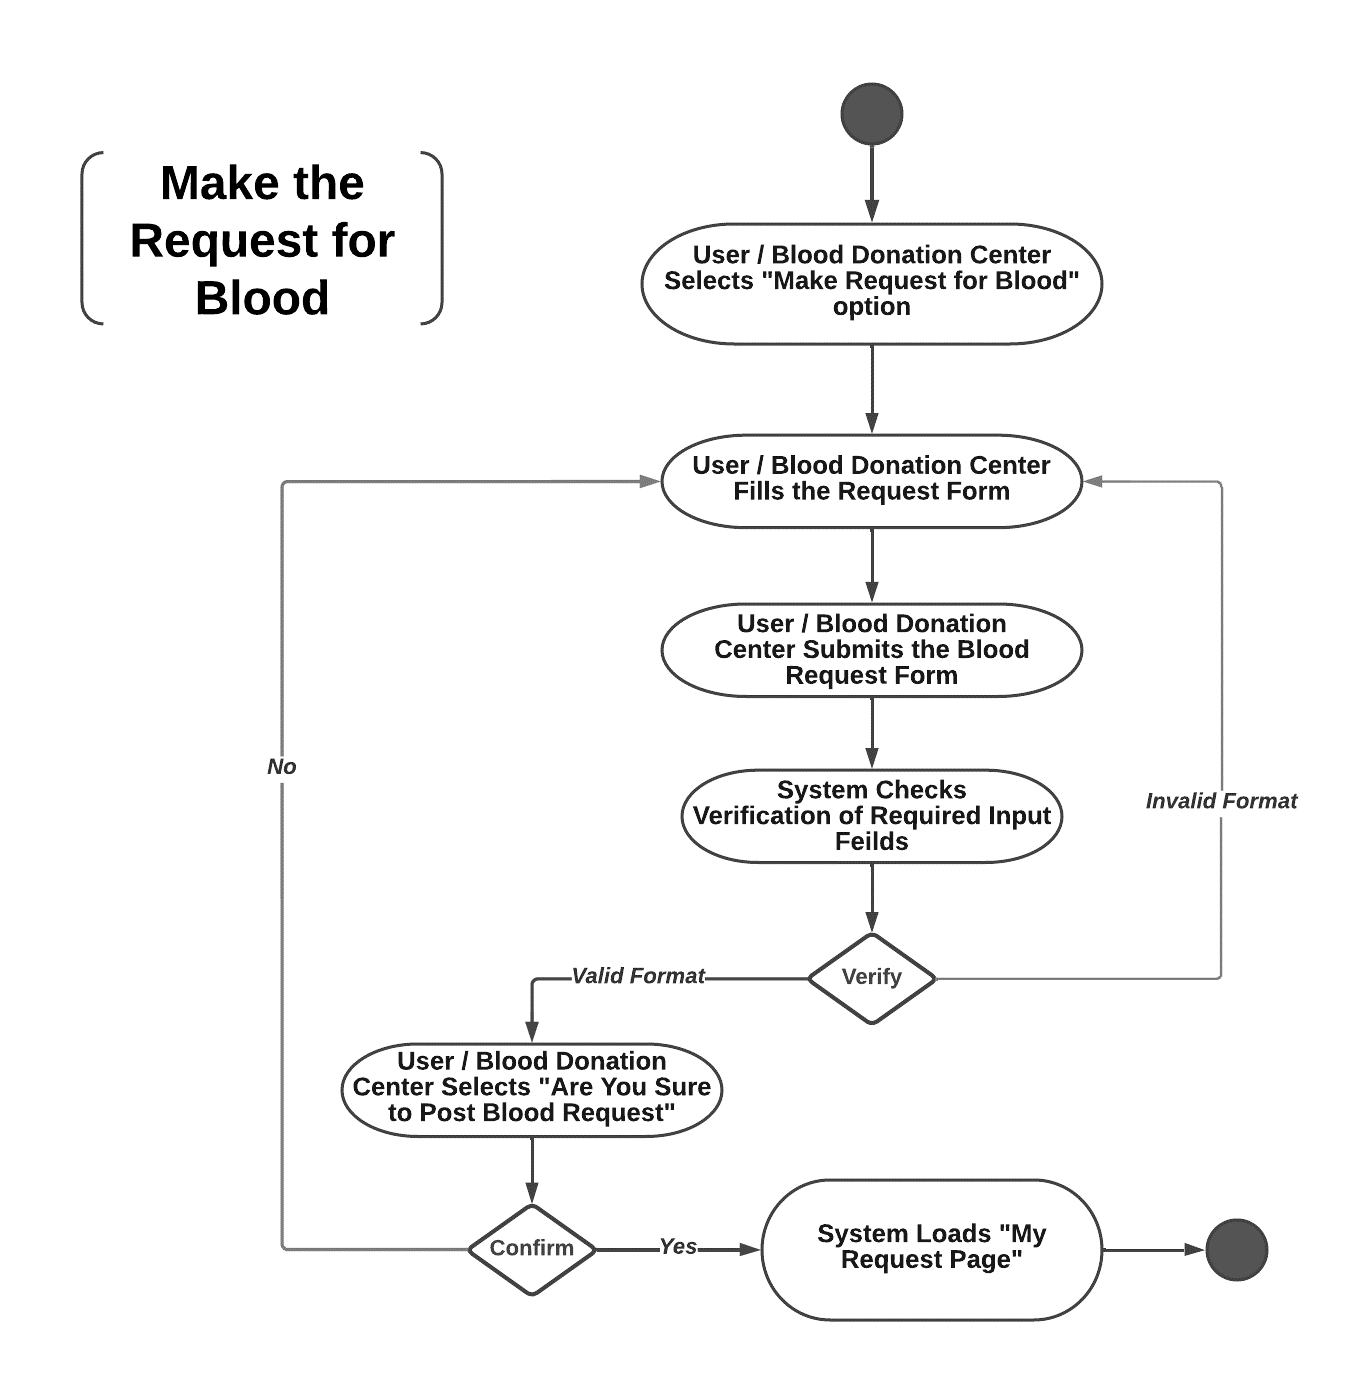 Make the
Request for
Blood
User / Blood Donation Center
Selects "Make Request for Blood"
option
User / Blood Donation Center
Fills the Request Form
User / Blood Donation
Center Submits the Blood
Request Form
No
System Checks
Verification of Required Input
Feilds
Invalid Format
Verify
Valid Format
User / Blood Donation
Center Selects "Are You Sure
to Post Blood Request"
Confirm
Yes
System Loads "My
Request Page"